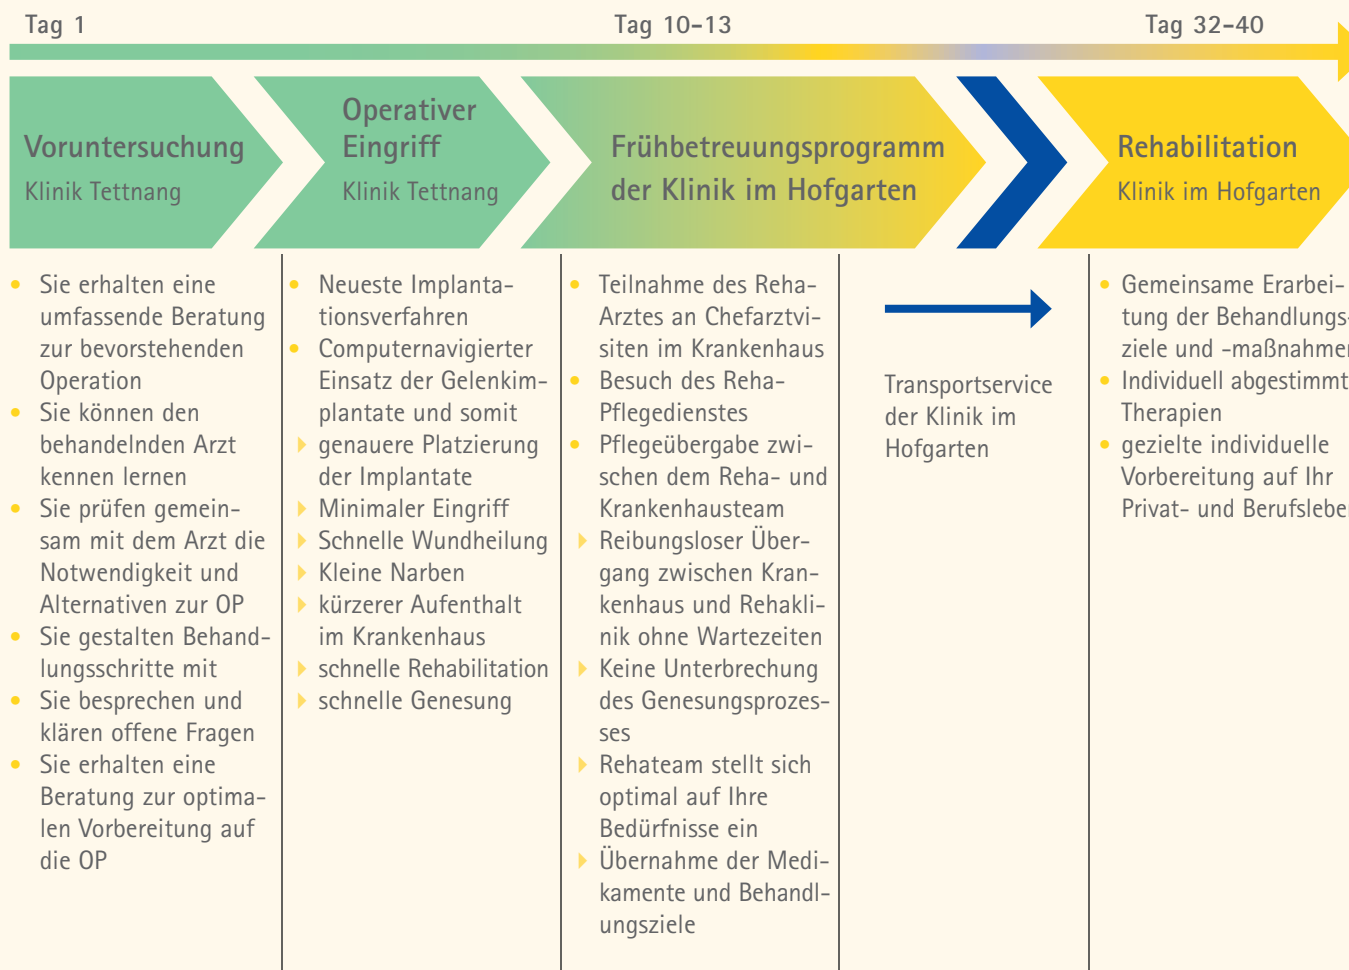 Tag 1
Tag 10-13
Tag 32-40
Voruntersuchung
Klinik Tettnang
Operativer
Eingriff
Klinik Tettnang
Frühbetreuungsprogramm
der Klinik im Hofgarten
Rehabilitation
Klinik im Hofgarten
• Sie erhalten eine
umfassende Beratung
zur bevorstehenden
Operation
• Sie können den
behandelnden Arzt
kennen lernen
• Sie prüfen gemein-
sam mit dem Arzt die
Notwendigkeit und
Alternativen zur OP
• Sie gestalten Behand-
lungsschritte mit
• Sie besprechen und
klären offene Fragen
• Sie erhalten eine
Beratung zur optima-
len Vorbereitung auf
die OP
• Neueste Implanta-
tionsverfahren
• Computernavigierter
Einsatz der Gelenkim-
plantate und somit
genauere Platzierung
der Implantate
Minimaler Eingriff
Schnelle Wundheilung
Kleine Narben
kürzerer Aufenthalt
im Krankenhaus
schnelle Rehabilitation
schnelle Genesung
• Teilnahme des Reha-
Arztes an Chefarztvi-
siten im Krankenhaus
• Besuch des Reha-
Pflegedienstes
• Pflegeübergabe zwi-
schen dem Reha- und
Krankenhausteam
Reibungsloser Über-
gang zwischen Kran-
kenhaus und Rehakli-
nik ohne Wartezeiten
Keine Unterbrechung
des Genesungsprozes-
ses
Rehateam stellt sich
optimal auf Ihre
Bedürfnisse ein
Übernahme der Medi-
kamente und Behandl-
ungsziele
Transportservice
der Klinik im
Hofgarten
• Gemeinsame Erarbei-
tung der Behandlungs-
ziele und -maßnahmen
• Individuell abgestimmt
Therapien
• gezielte individuelle
Vorbereitung auf Ihr
Privat- und Berufslebe